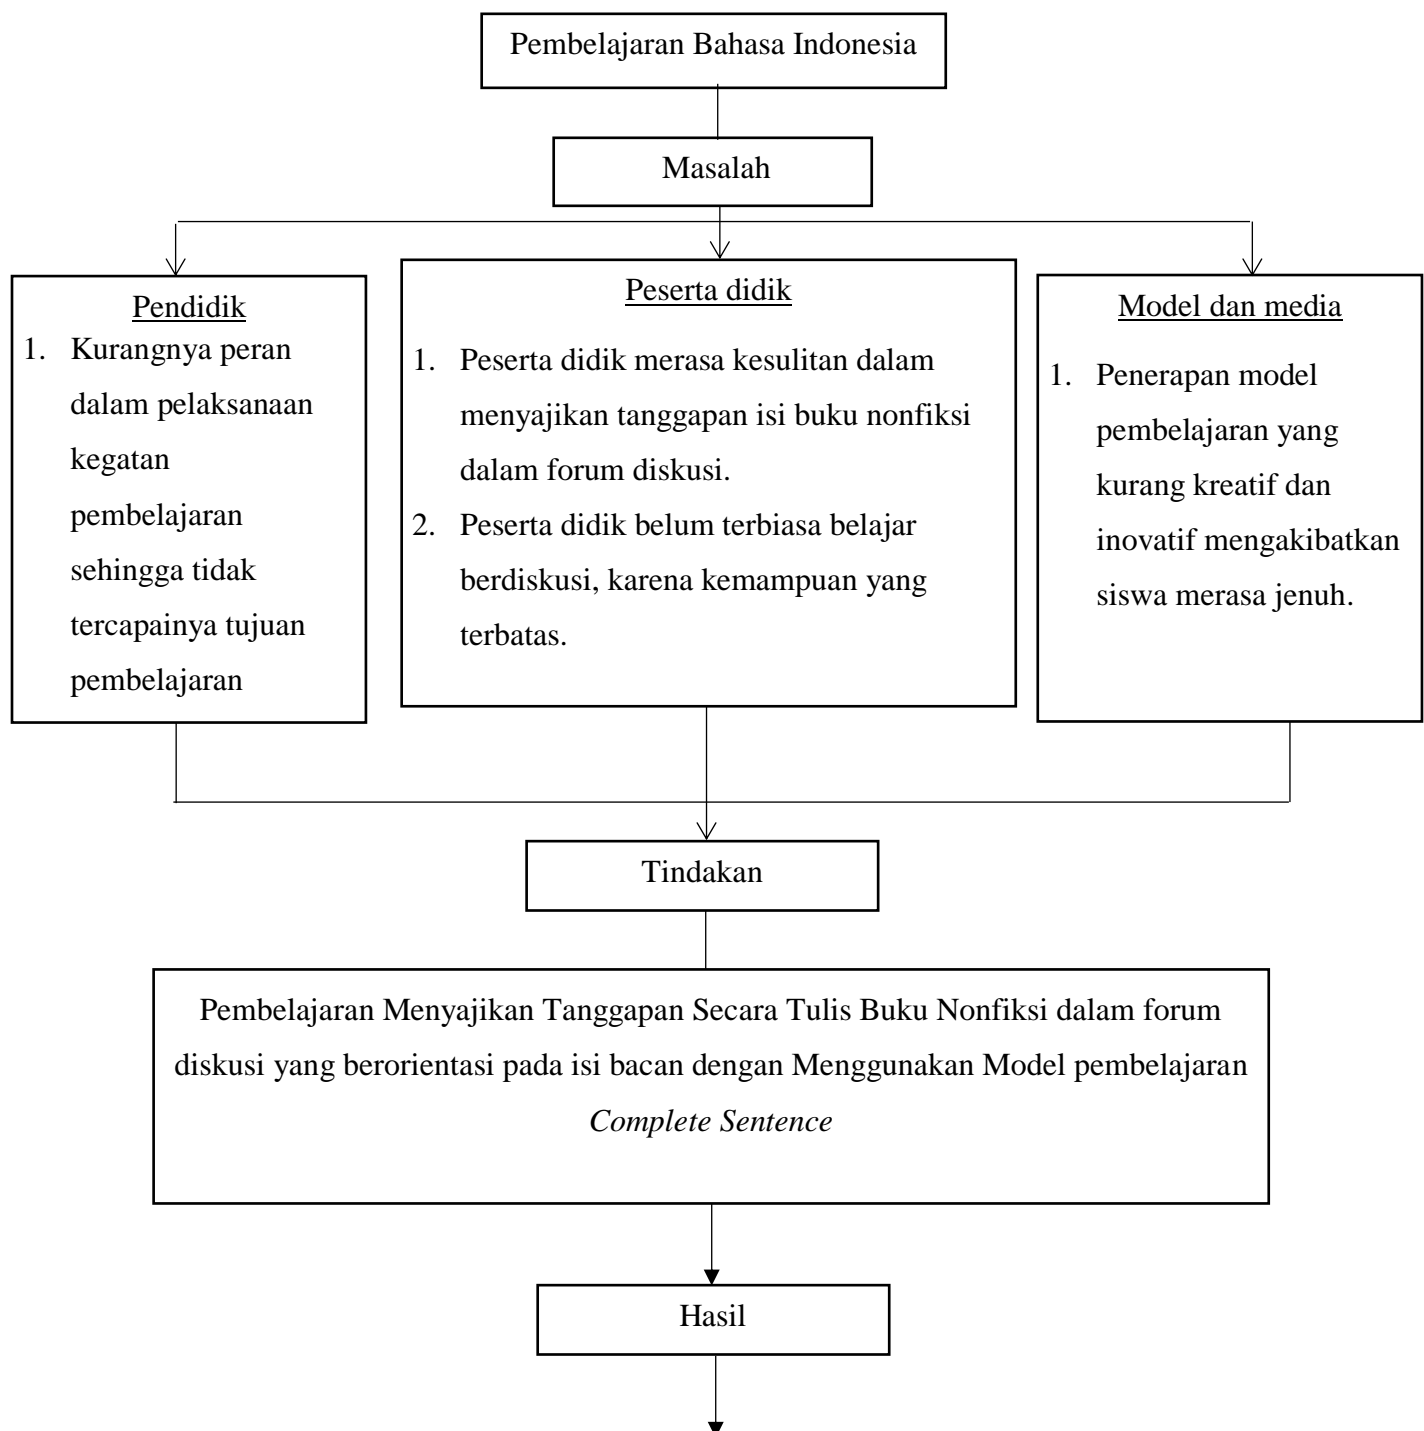 Pembelajaran Bahasa Indonesia
Masalah
Pendidik
1. Kurangnya peran
dalam pelaksanaan
kegatan
pembelajaran
sehingga tidak
tercapainya tujuan
pembelajaran
Peserta didik
1. Peserta didik merasa kesulitan dalam
menyajikan tanggapan isi buku nonfiksi
dalam forum diskusi.
2. Peserta didik belum terbiasa belajar
berdiskusi, karena kemampuan yang
terbatas.
Model dan media
1. Penerapan model
pembelajaran yang
kurang kreatif dan
inovatif mengakibatkan
siswa merasa jenuh.
Tindakan
Pembelajaran Menyajikan Tanggapan Secara Tulis Buku Nonfiksi dalam forum
diskusi yang berorientasi pada isi bacan dengan Menggunakan Model pembelajaran
Complete Sentence
Hasil